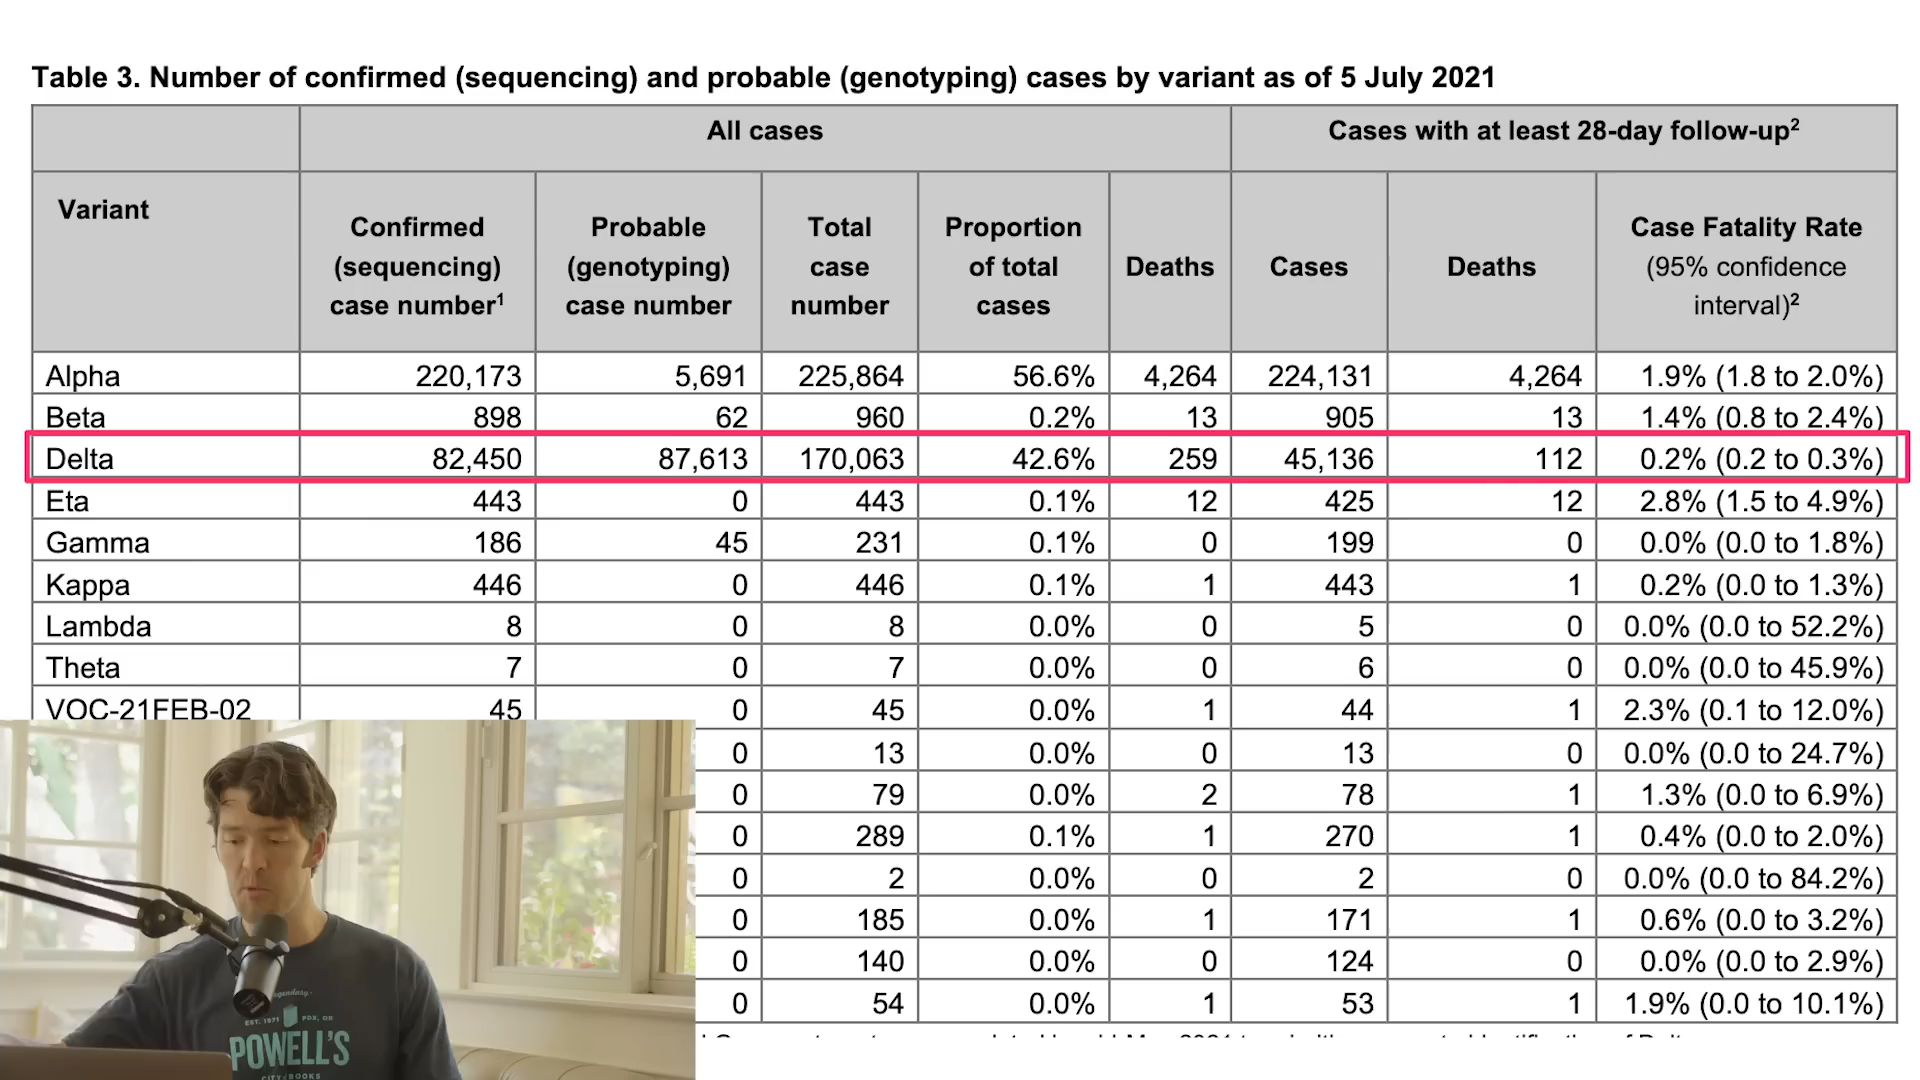 Table 3. Number of confirmed (sequencing) and probable (genotyping) cases by variant as of 5 July 2021
All cases Cases with at least 28-day follow-up²
Variant Confirmed (sequencing) case number¹ Probable (genotyping) case number Total case number Proportion of total cases Deaths Cases Deaths Case Fatality Rate (95% confidence interval)²
Alpha 220,173 5,691 225,864 56.6% 4,264 224,131 4,264 1.9% (1.8 to 2.0%)
Beta 898 62 960 0.2% 13 905 13 1.4% (0.8 to 2.4%)
Delta 82,450 87,613 170,063 42.6% 259 45,136 112 0.2% (0.2 to 0.3%)
Eta 443 0 443 0.1% 12 425 12 2.8% (1.5 to 4.9%)
Gamma 186 45 231 0.1% 0 199 0 0.0% (0.0 to 1.8%)
Kappa 446 0 446 0.1% 1 443 1 0.2% (0.0 to 1.3%)
Lambda 8 0 8 0.0% 0 5 0 0.0% (0.0 to 52.2%)
Theta 7 0 7 0.0% 0 6 0 0.0% (0.0 to 45.9%)
VOC-21FEB-02 45 0 45 0.0% 1 44 1 2.3% (0.1 to 12.0%)
0 13 0.0% 0 13 0 0.0% (0.0 to 24.7%)
0 79 0.0% 2 78 1 1.3% (0.0 to 6.9%)
0 289 0.1% 1 270 1 0.4% (0.0 to 2.0%)
0 2 0.0% 0 2 0 0.0% (0.0 to 84.2%)
0 185 0.0% 1 171 1 0.6% (0.0 to 3.2%)
0 140 0.0% 0 124 0 0.0% (0.0 to 2.9%)
0 54 0.0% 1 53 1 1.9% (0.0 to 10.1%)
EST. 1971 PDX, OR
POWELL'S
CITY OF BOOKS